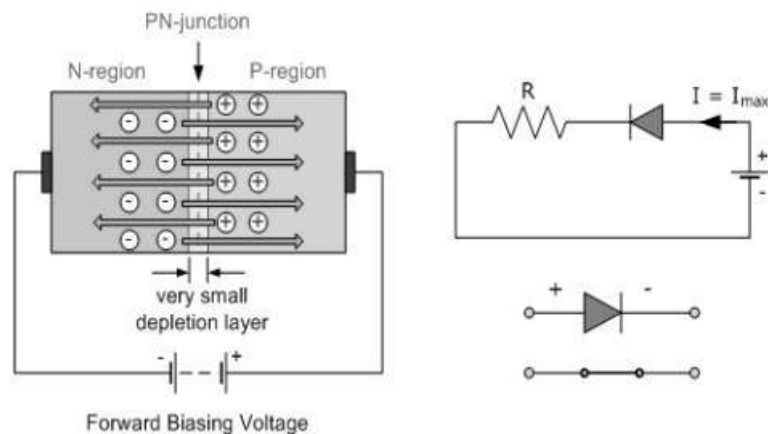 PN-junction
N-region
P-region
+ +
- -
+ +
- -
+ +
- -
+ +
- -
very small
depletion layer
- +
Forward Biasing Voltage
R
I = Imax
+
-
+ -